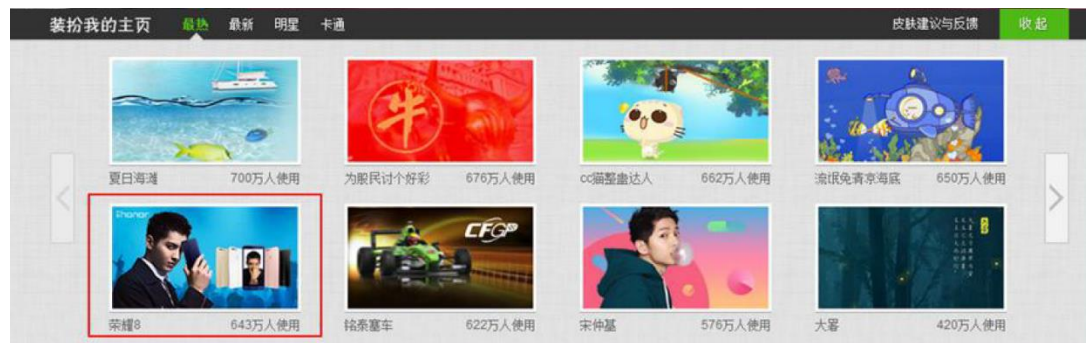 装扮我的主页 最热 最新 明星 卡通 皮肤建议与反馈 收起
牛
夏日海滩 700万人使用
为股民讨个好彩 676万人使用
cc猫整蛊达人 662万人使用
流氓兔清凉海底 650万人使用
honor
CFGP
大暑
荣耀8 643万人使用
铭泰赛车 622万人使用
宋仲基 576万人使用
大暑 420万人使用